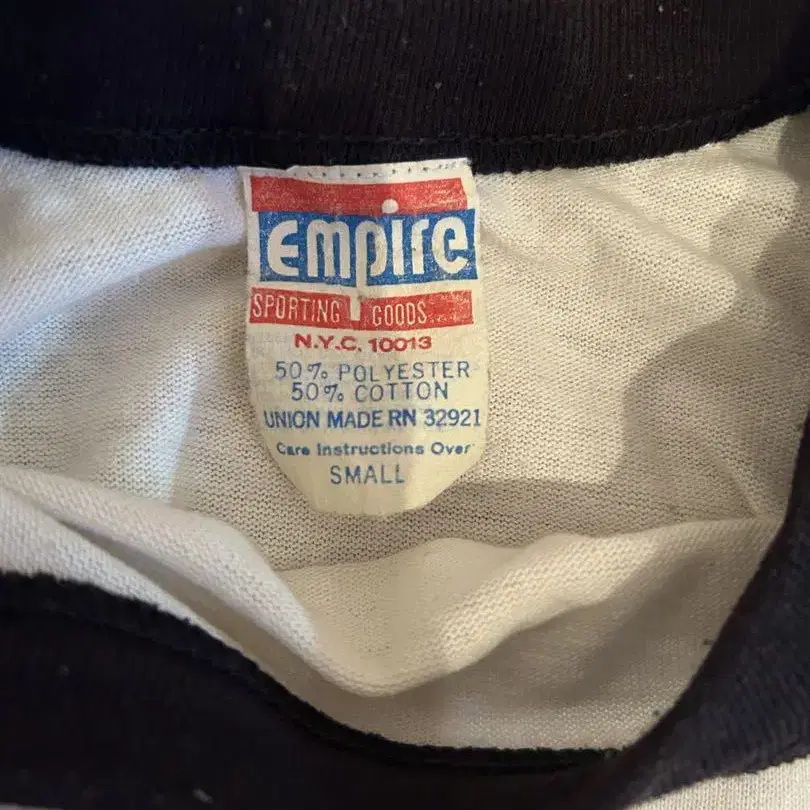 Empire
SPORTING GOODS
N.Y.C. 10013
50% POLYESTER
50% COTTON
UNION MADE RN 32921
Care Instructions Over
SMALL